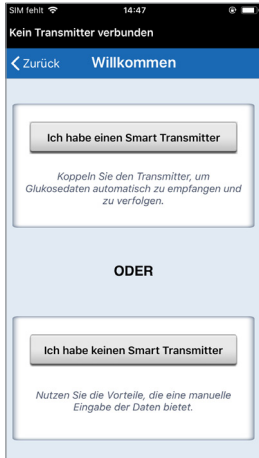 SIM fehlt 14:47
Kein Transmitter verbunden
Zurück Willkommen
Ich habe einen Smart Transmitter
Koppeln Sie den Transmitter, um
Glukosedaten automatisch zu empfangen und
zu verfolgen.
ODER
Ich habe keinen Smart Transmitter
Nutzen Sie die Vorteile, die eine manuelle
Eingabe der Daten bietet.